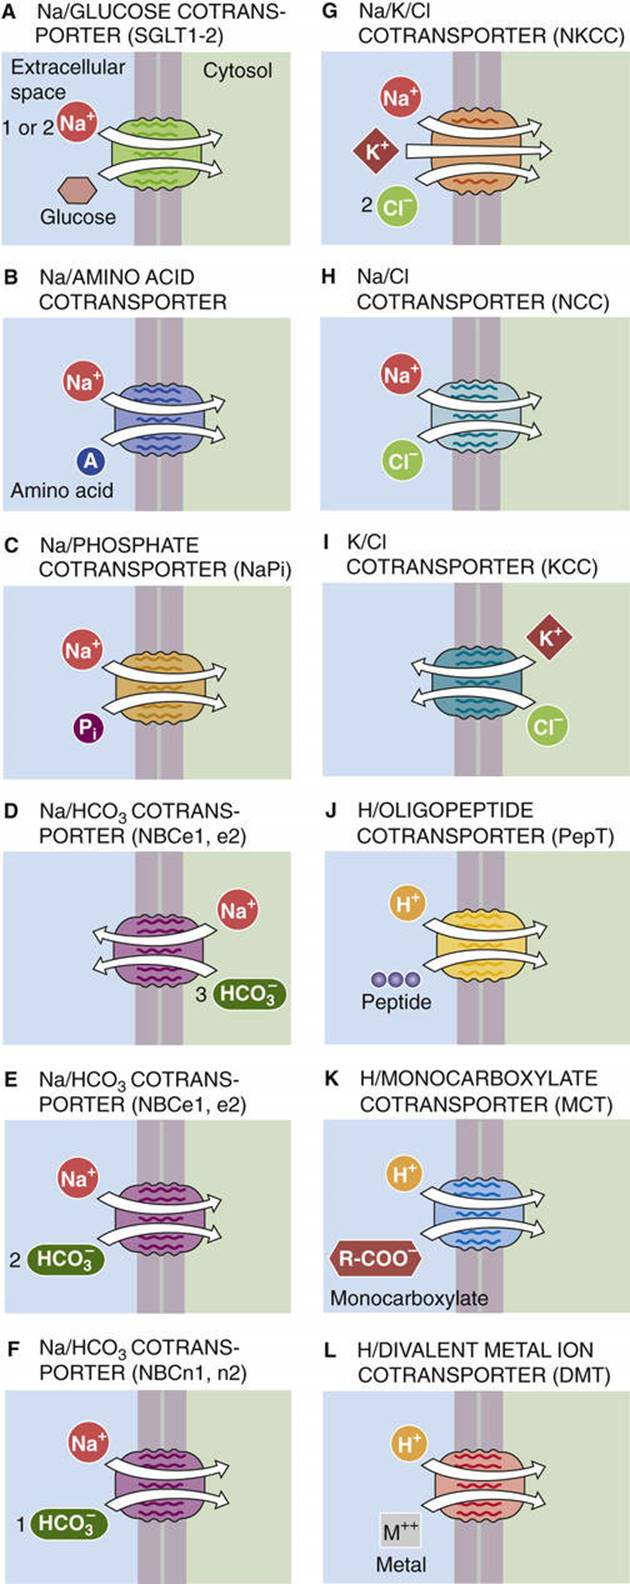 A Na/GLUCOSE COTRANS-
PORTER (SGLT1-2)
Extracellular
space
Cytosol
1 or 2 Na+
Glucose
B Na/AMINO ACID
COTRANSPORTER
Na+
A
Amino acid
C Na/PHOSPHATE
COTRANSPORTER (NaPi)
Na+
Pi
D Na/HCO3 COTRANS-
PORTER (NBCe1, e2)
Na+
3 HCO3−
E Na/HCO3 COTRANS-
PORTER (NBCe1, e2)
Na+
2 HCO3−
F Na/HCO3 COTRANS-
PORTER (NBCn1, n2)
Na+
1 HCO3−
G Na/K/Cl
COTRANSPORTER (NKCC)
Na+
K+
2 Cl−
H Na/Cl
COTRANSPORTER (NCC)
Na+
Cl−
I K/Cl
COTRANSPORTER (KCC)
K+
Cl−
J H/OLIGOPEPTIDE
COTRANSPORTER (PepT)
H+
Peptide
K H/MONOCARBOXYLATE
COTRANSPORTER (MCT)
H+
R-COO−
Monocarboxylate
L H/DIVALENT METAL ION
COTRANSPORTER (DMT)
H+
M++
Metal